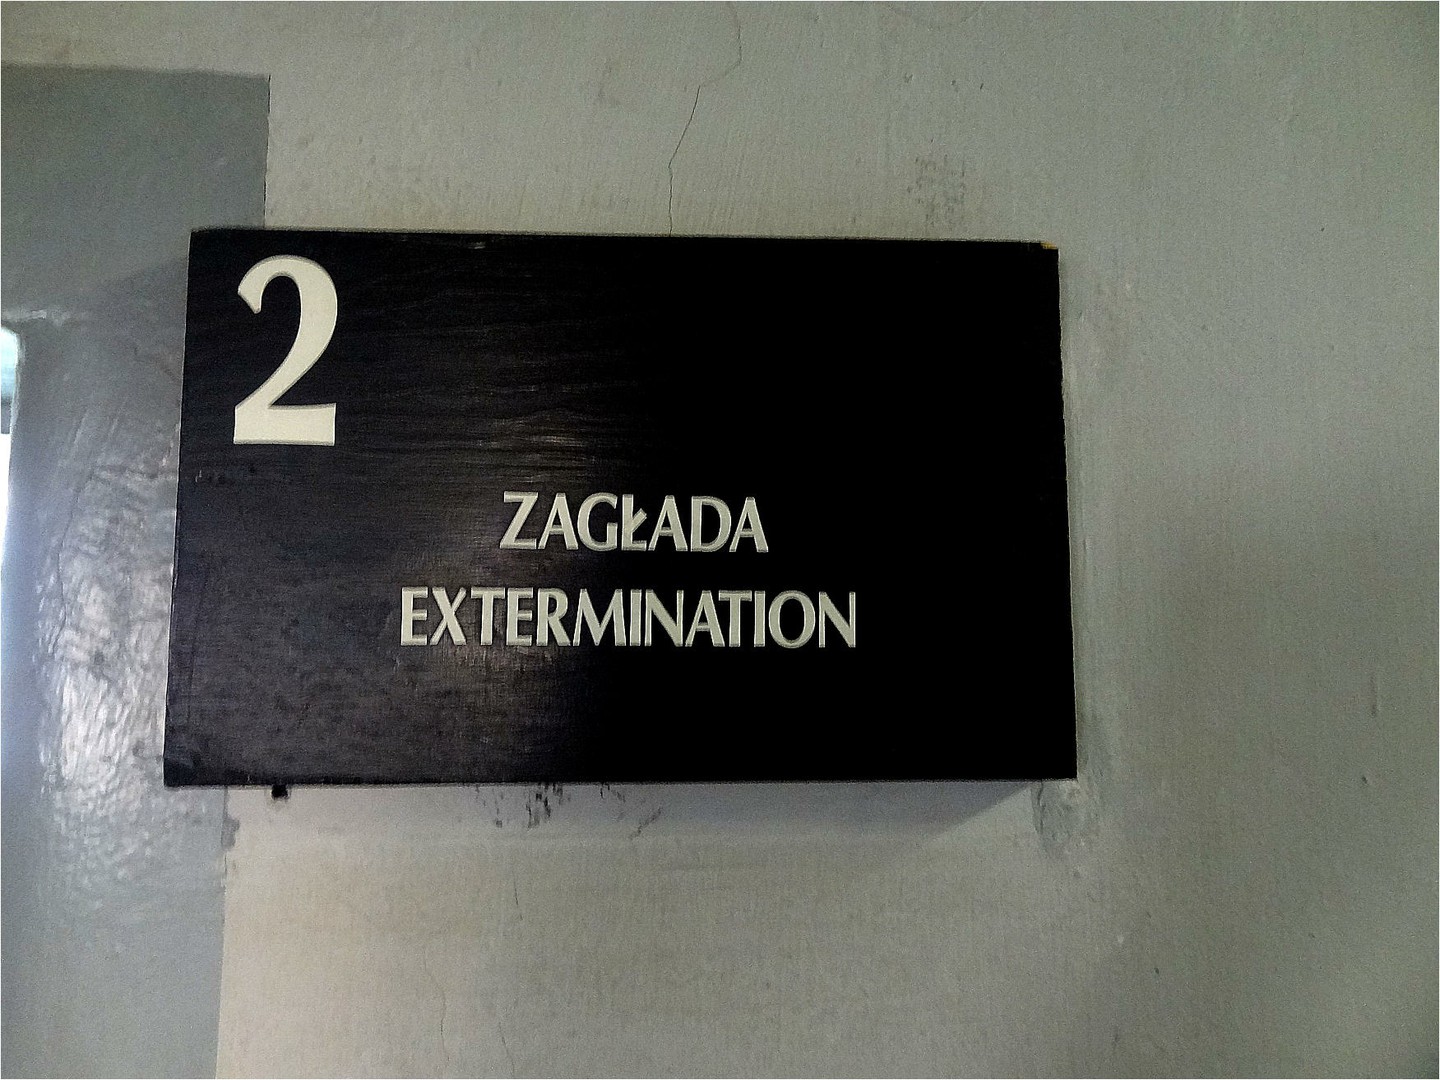 2
ZAGŁADA
EXTERMINATION